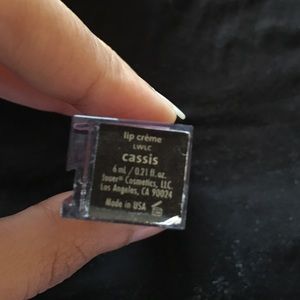 lip crème
LWLC
cassis
6 mL / 0.21 fl. oz.
Cosmetics, LLC.
Los Angeles, CA 90024
Made in USA